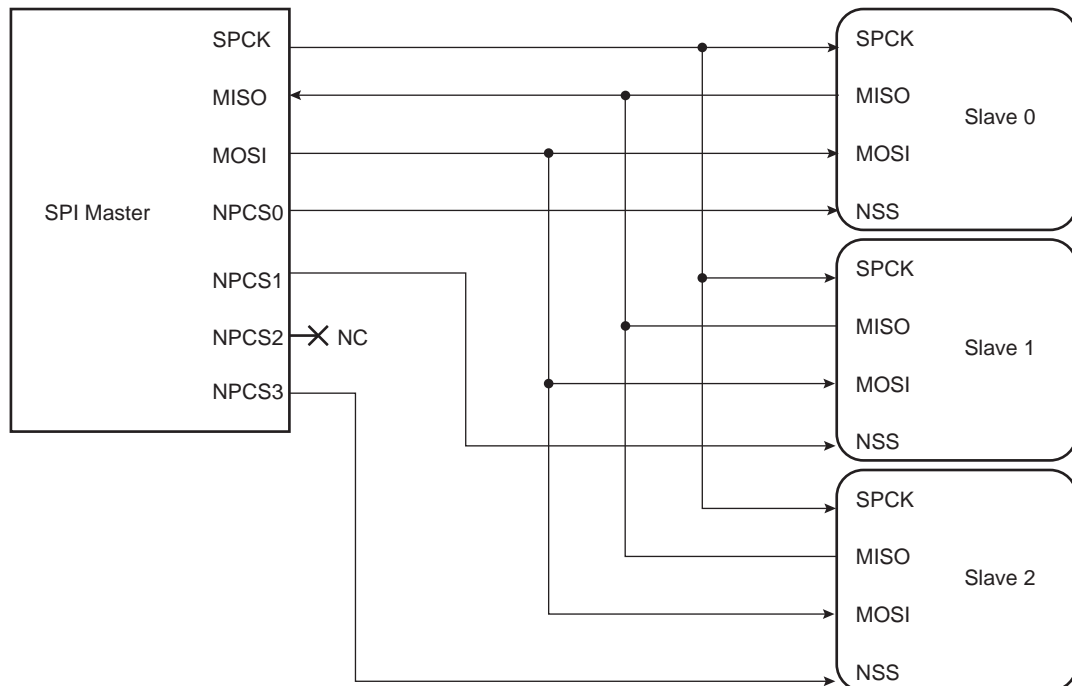 SPI Master
SPCK
MISO
MOSI
NPCS0
NPCS1
NPCS2
NC
NPCS3
SPCK
MISO
Slave 0
MOSI
NSS
SPCK
MISO
Slave 1
MOSI
NSS
SPCK
MISO
Slave 2
MOSI
NSS